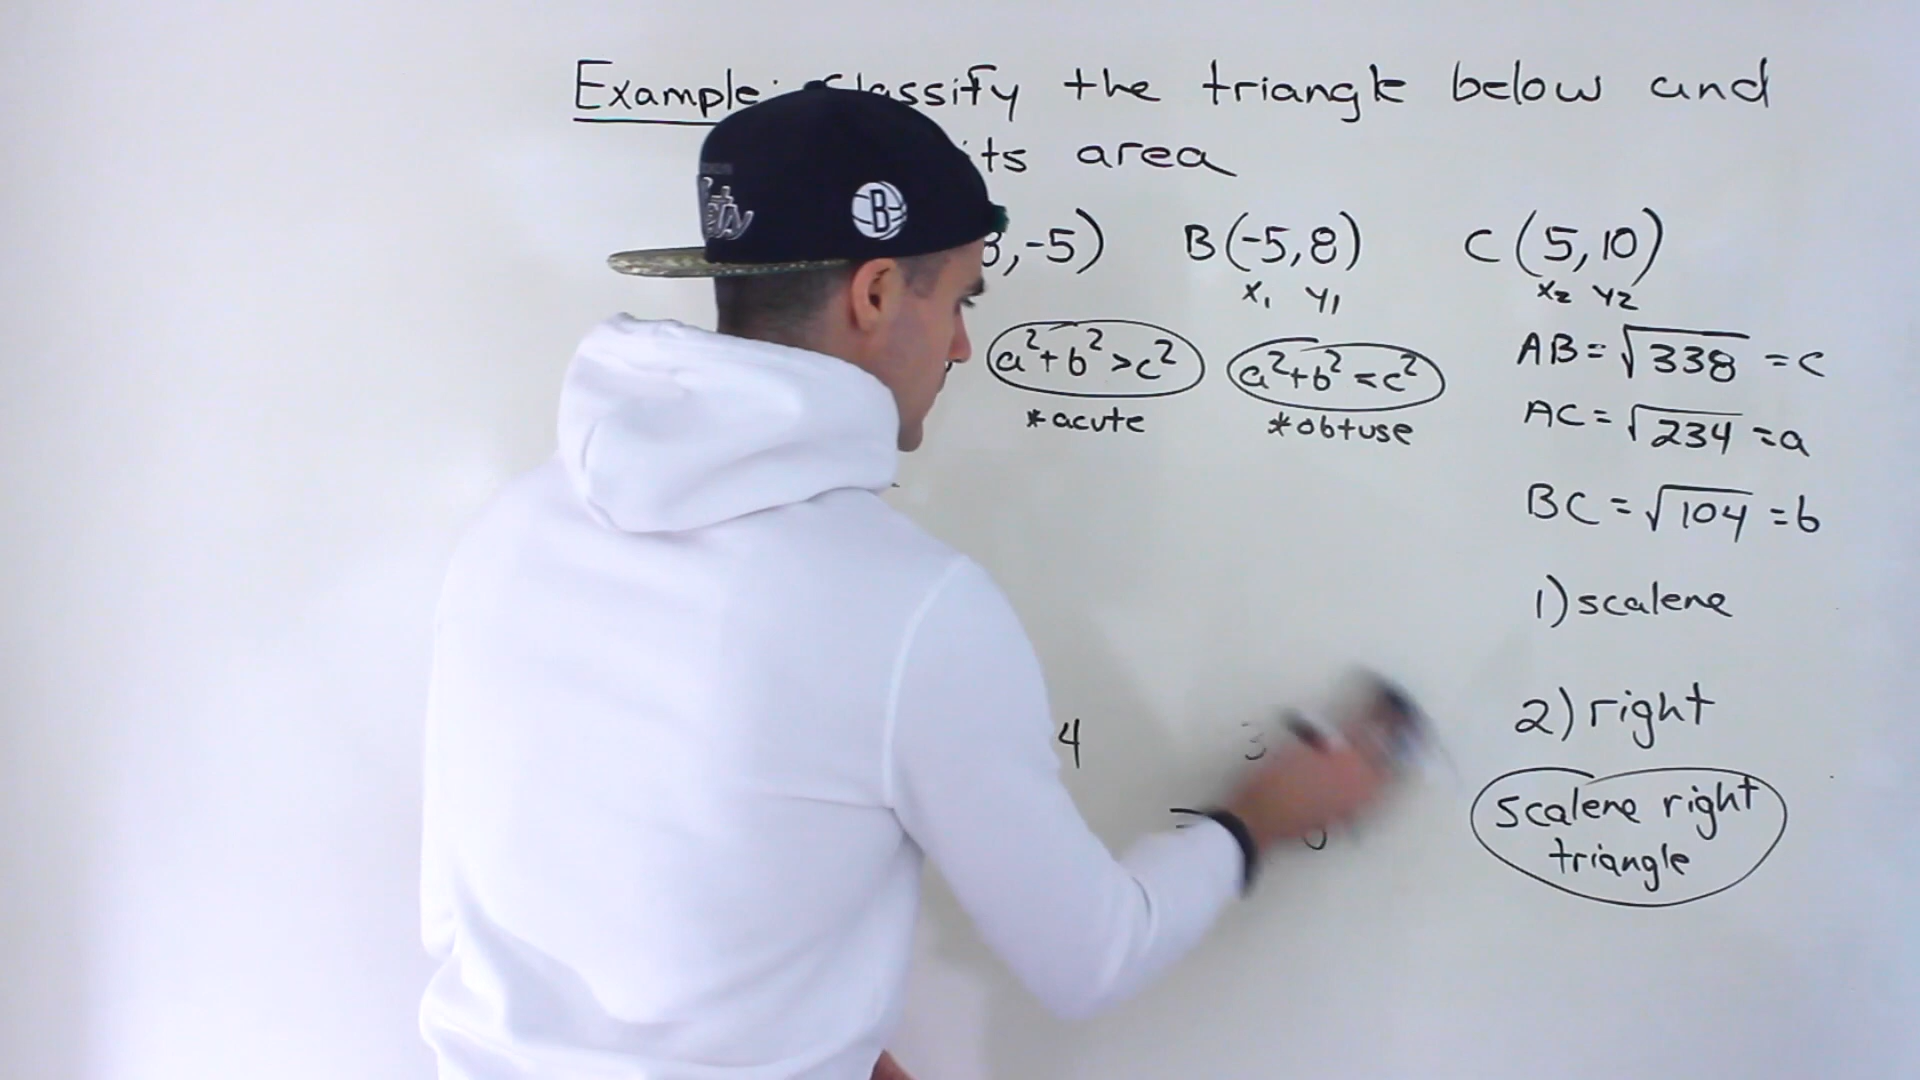 Example: Classify the triangle below and
its area
,-5) B(-5,8) C(5,10)
x₁ y₁ x₂ y₂
a²+b²>c² a²+b²<c²
*acute *obtuse
AB=√338 =c
AC=√234 =a
BC=√104 =b
1)scalene
4
2)right
scalene right
triangle
B